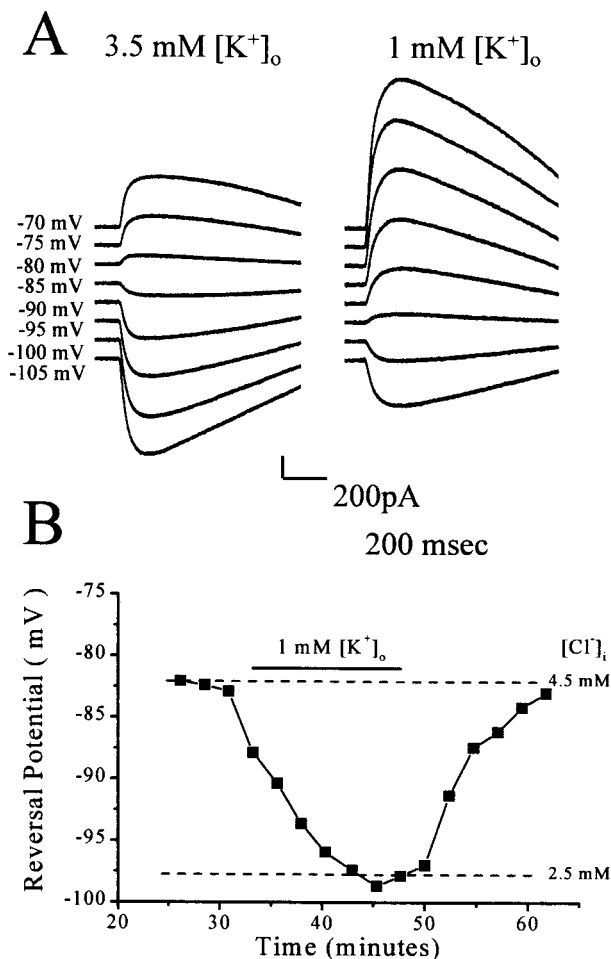 A
3.5 mM [K⁺]ₒ
1 mM [K⁺]ₒ
-70 mV
-75 mV
-80 mV
-85 mV
-90 mV
-95 mV
-100 mV
-105 mV
200pA
200 msec
B
Reversal Potential ( mV )
-75
-80
-85
-90
-95
-100
1 mM [K⁺]ₒ
[Cl⁻]ᵢ
4.5 mM
2.5 mM
20
30
40
50
60
Time (minutes)